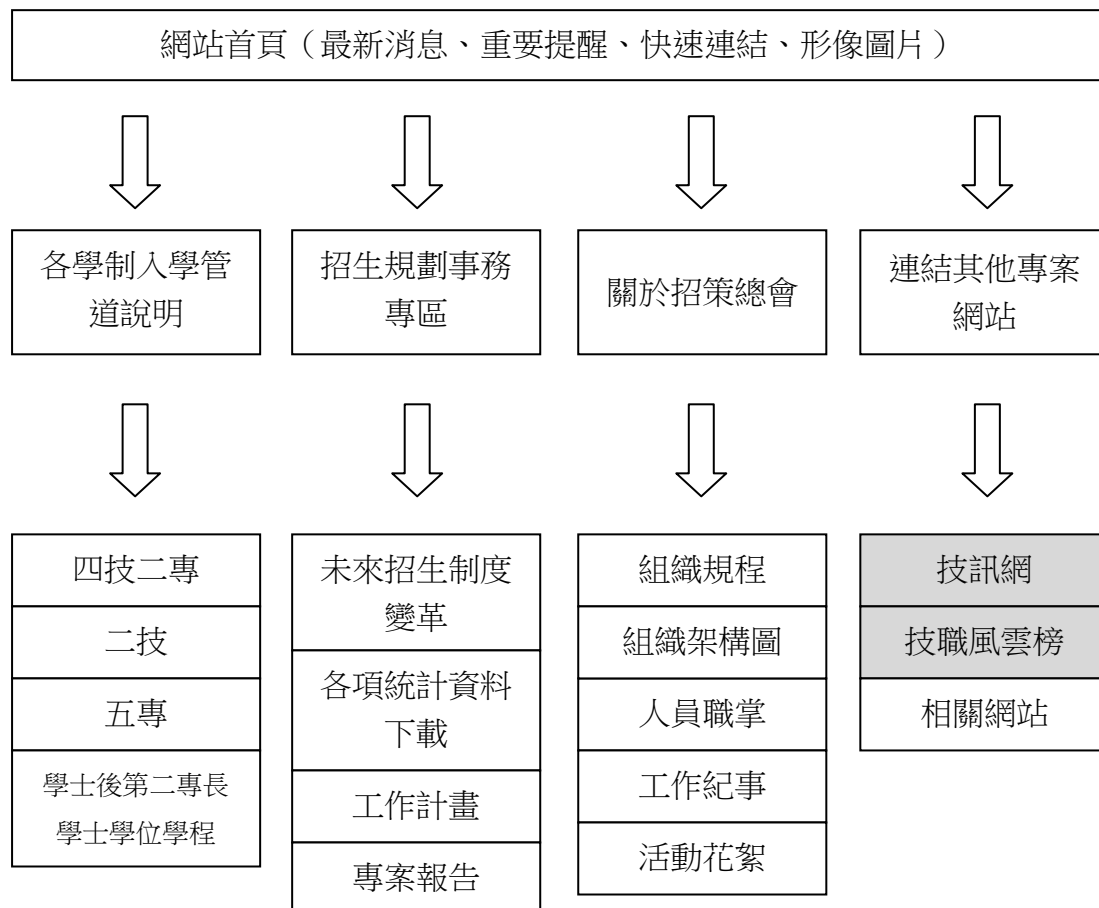 網站首頁（最新消息、重要提醒、快速連結、形像圖片）
各學制入學管
道說明
招生規劃事務
專區
關於招策總會
連結其他專案
網站
四技二專
二技
五專
學士後第二專長
學士學位學程
未來招生制度
變革
各項統計資料
下載
工作計畫
專案報告
組織規程
組織架構圖
人員職掌
工作紀事
活動花絮
技訊網
技職風雲榜
相關網站